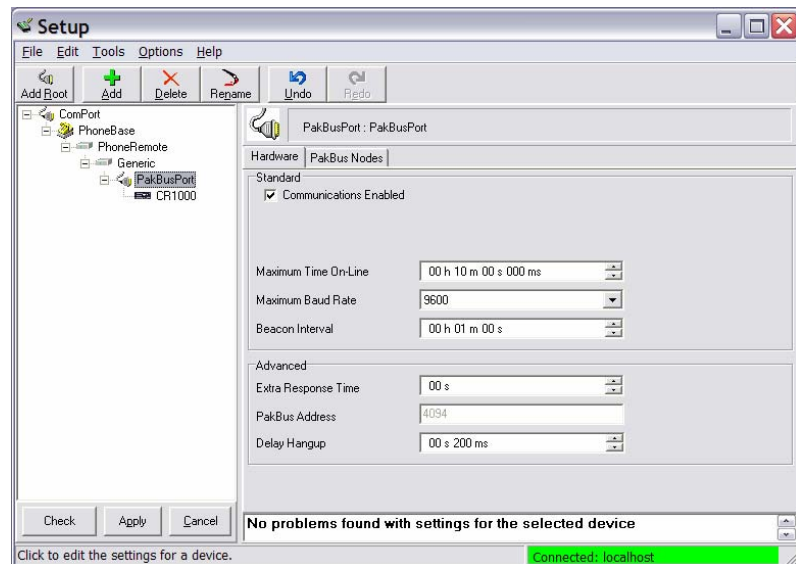 Setup
File Edit Tools Options Help
Add Root Add Delete Rename Undo Redo
ComPort
PhoneBase
PhoneRemote
Generic
PakBusPort
CR1000
PakBusPort : PakBusPort
Hardware PakBus Nodes
Standard
Communications Enabled
Maximum Time On-Line 00 h 10 m 00 s 000 ms
Maximum Baud Rate 9600
Beacon Interval 00 h 01 m 00 s
Advanced
Extra Response Time 00 s
PakBus Address 4094
Delay Hangup 00 s 200 ms
Check Apply Cancel
No problems found with settings for the selected device
Click to edit the settings for a device.
Connected: localhost